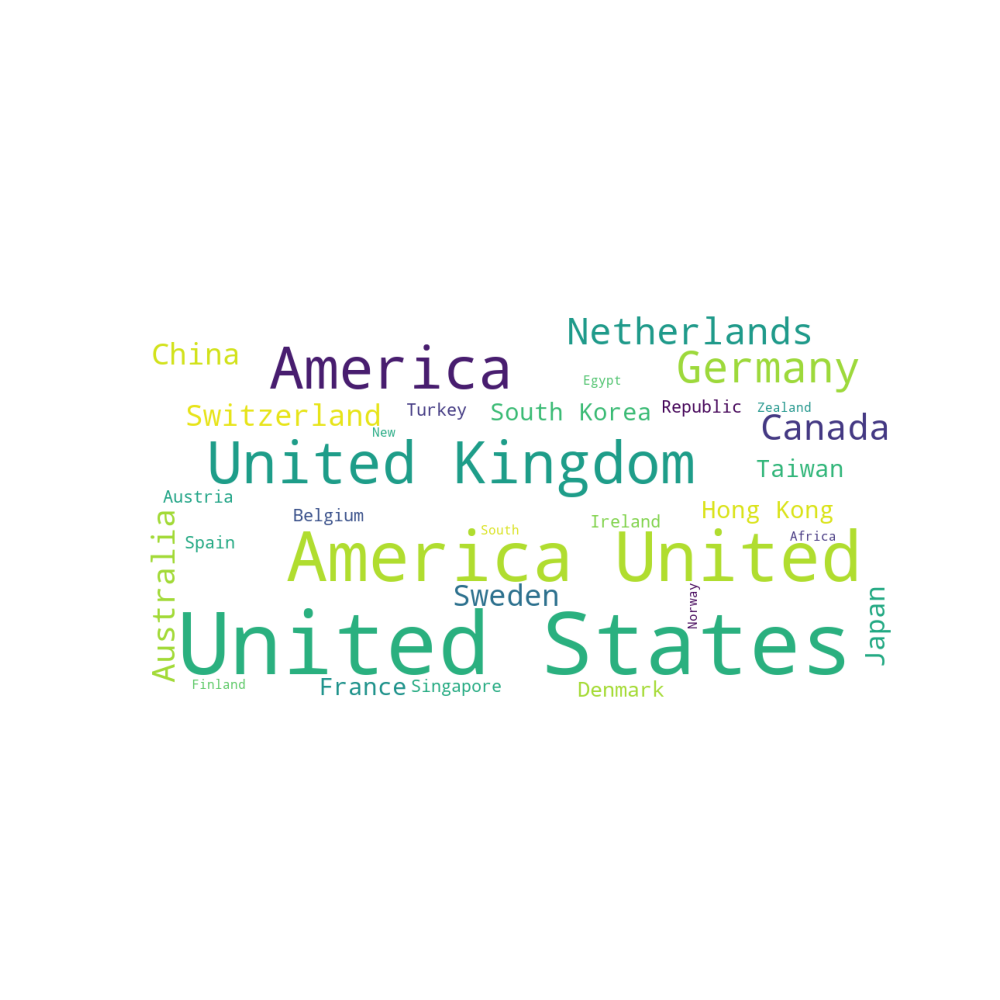 Netherlands
China
America
Germany
Egypt
Switzerland
Turkey
South Korea
Republic
Zealand
Canada
New
United Kingdom
Taiwan
Austria
Hong Kong
Belgium
Ireland
South
Africa
Spain
Australia
America United
Sweden
Norway
Japan
United States
Finland
France
Singapore
Denmark